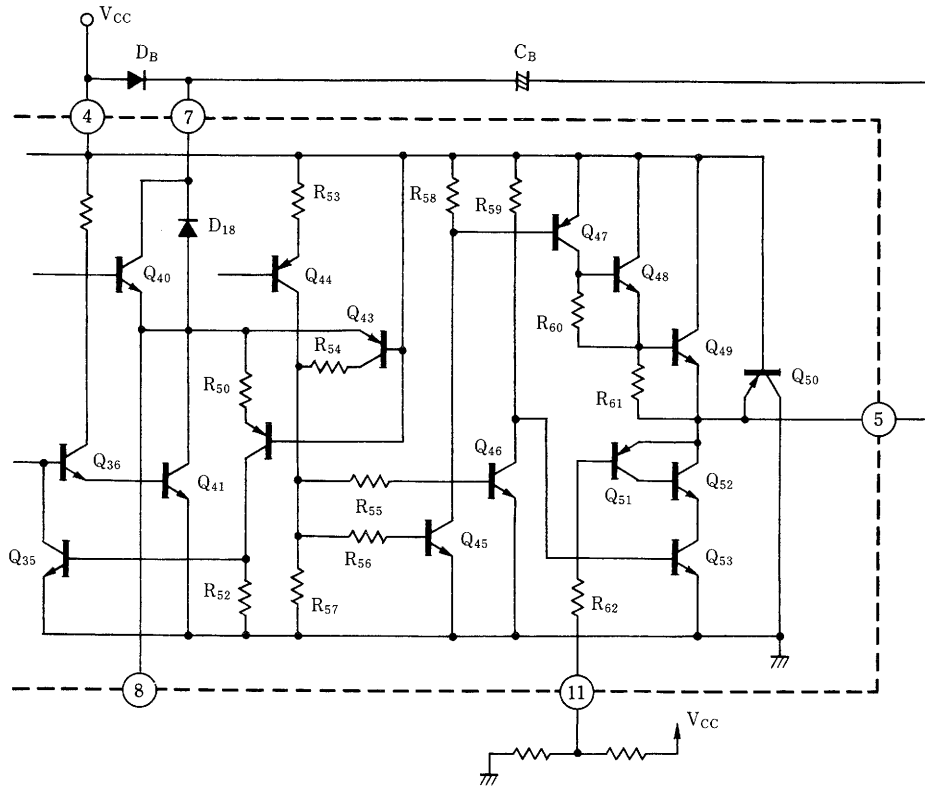 V_CC
D_B
C_B
4
7
R_53
R_58
R_59
Q_47
D_18
Q_40
Q_44
Q_48
Q_43
R_60
R_54
Q_49
R_50
R_61
Q_50
5
Q_36
Q_46
Q_41
Q_51
Q_52
R_55
Q_45
Q_35
R_56
Q_53
R_52
R_57
R_62
8
11
V_CC